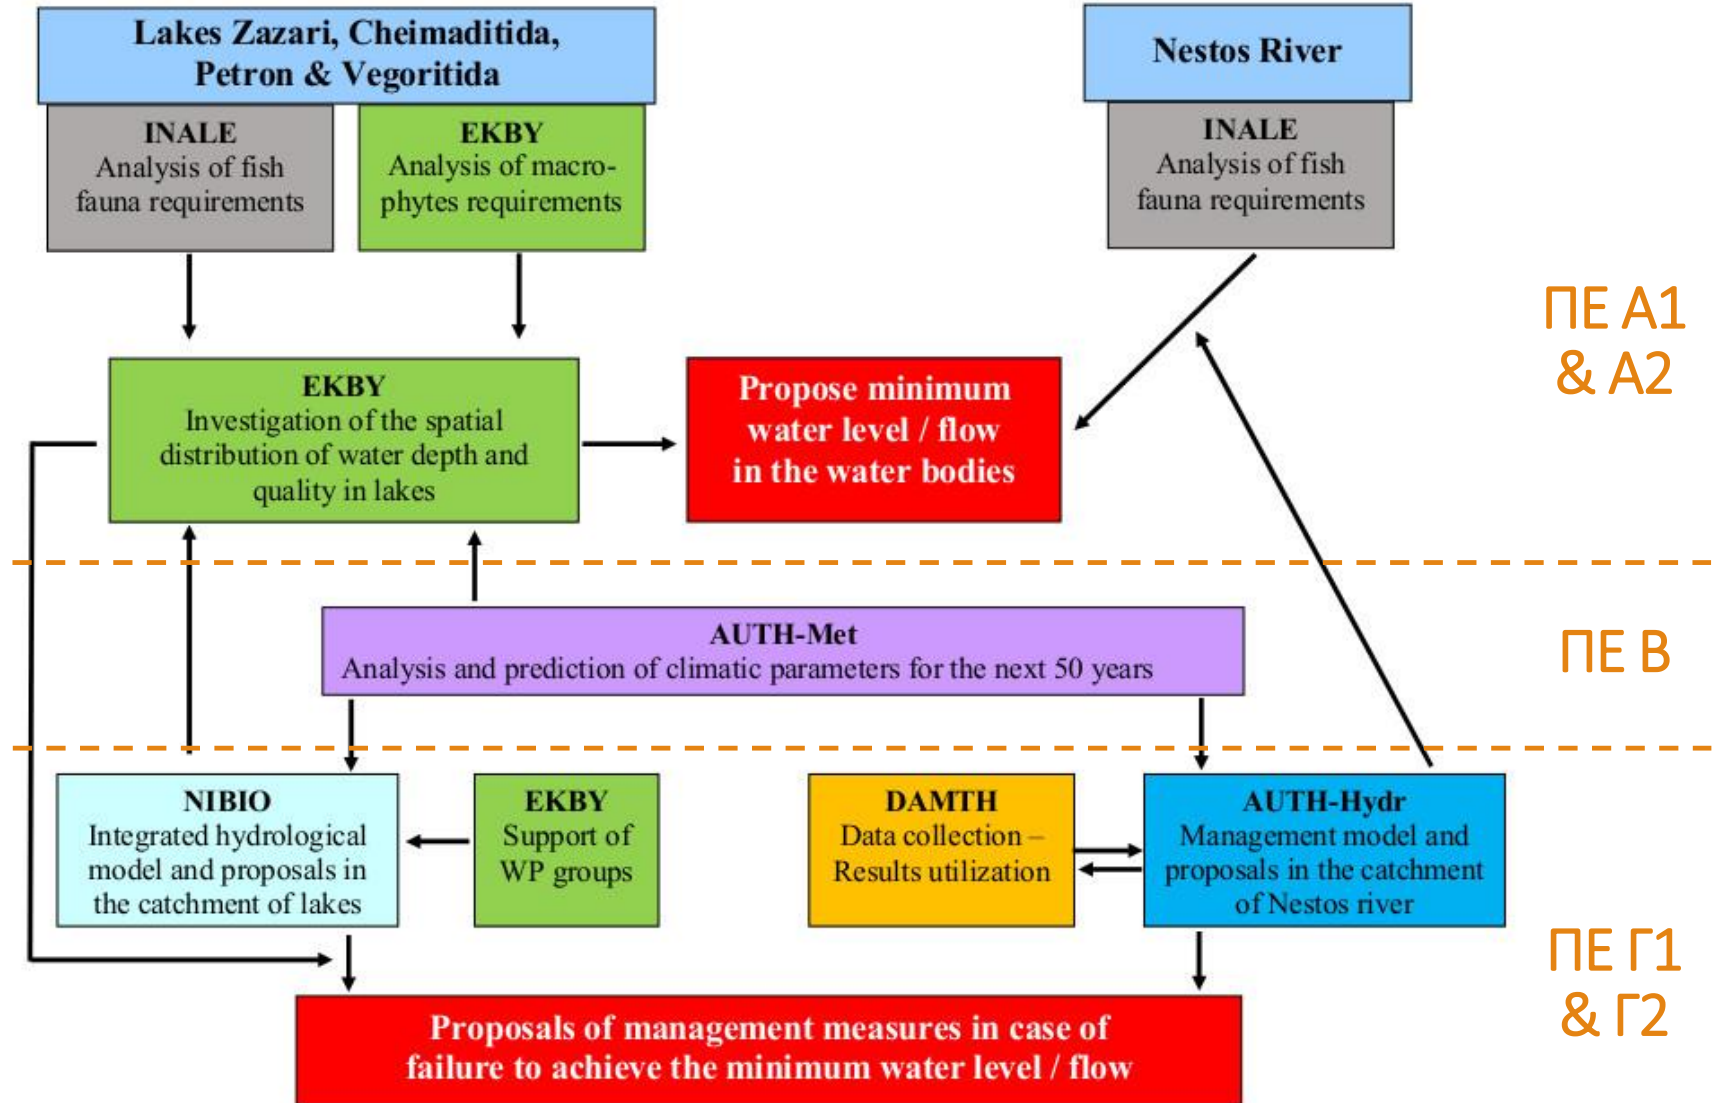 Lakes Zazari, Cheimaditida,
Petron & Vegoritida
Nestos River
INALE
Analysis of fish
fauna requirements
EKBY
Analysis of macro-
phytes requirements
INALE
Analysis of fish
fauna requirements
ΠΕ Α1
& Α2
EKBY
Investigation of the spatial
distribution of water depth and
quality in lakes
Propose minimum
water level / flow
in the water bodies
AUTH-Met
Analysis and prediction of climatic parameters for the next 50 years
ΠΕ Β
NIBIO
Integrated hydrological
model and proposals in
the catchment of lakes
EKBY
Support of
WP groups
DAMTH
Data collection –
Results utilization
AUTH-Hydr
Management model and
proposals in the catchment
of Nestos river
ΠΕ Γ1
& Γ2
Proposals of management measures in case of
failure to achieve the minimum water level / flow